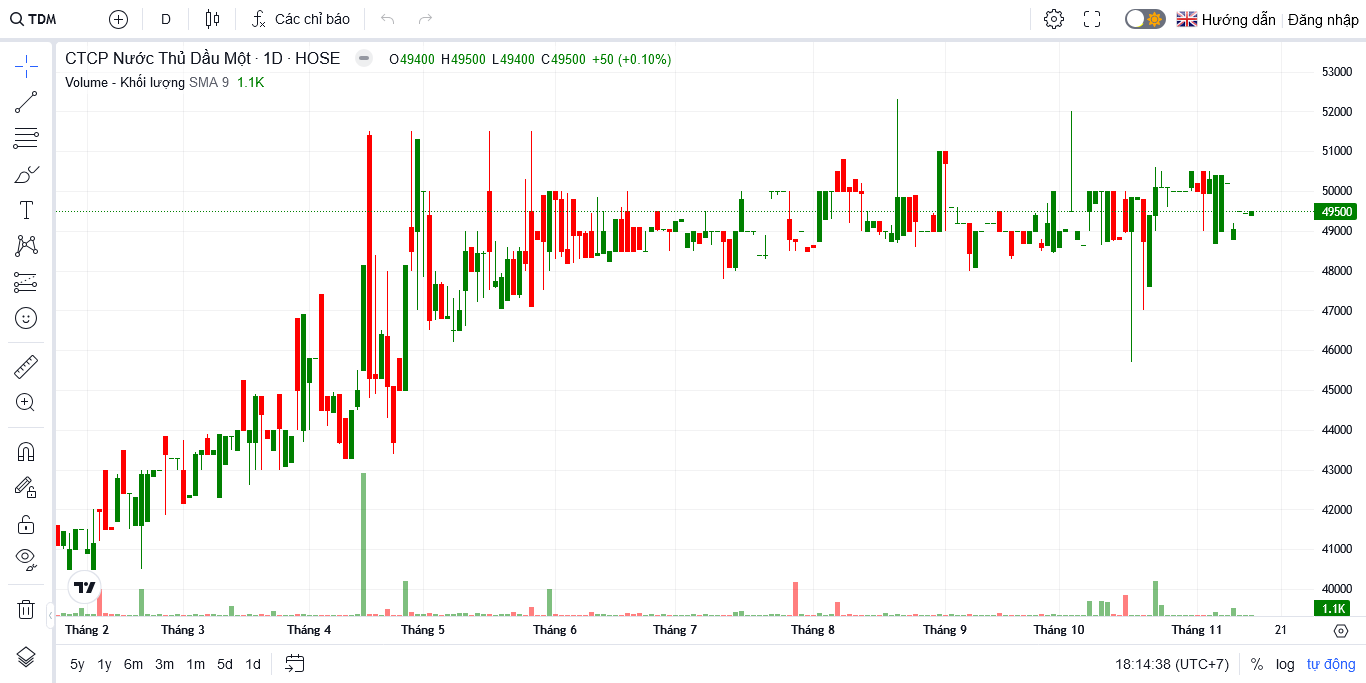 TDM D Các chỉ báo Hướng dẫn Đăng nhập
CTCP Nước Thủ Dầu Một · 1D · HOSE O49400 H49500 L49400 C49500 +50 (+0.10%)
Volume - Khối lượng SMA 9 1.1K
53000
52000
51000
50000
49500
49000
48000
47000
46000
45000
44000
43000
42000
41000
40000
1.1K
Tháng 2 Tháng 3 Tháng 4 Tháng 5 Tháng 6 Tháng 7 Tháng 8 Tháng 9 Tháng 10 Tháng 11 21
5y 1y 6m 3m 1m 5d 1d 18:14:38 (UTC+7) % log tự động